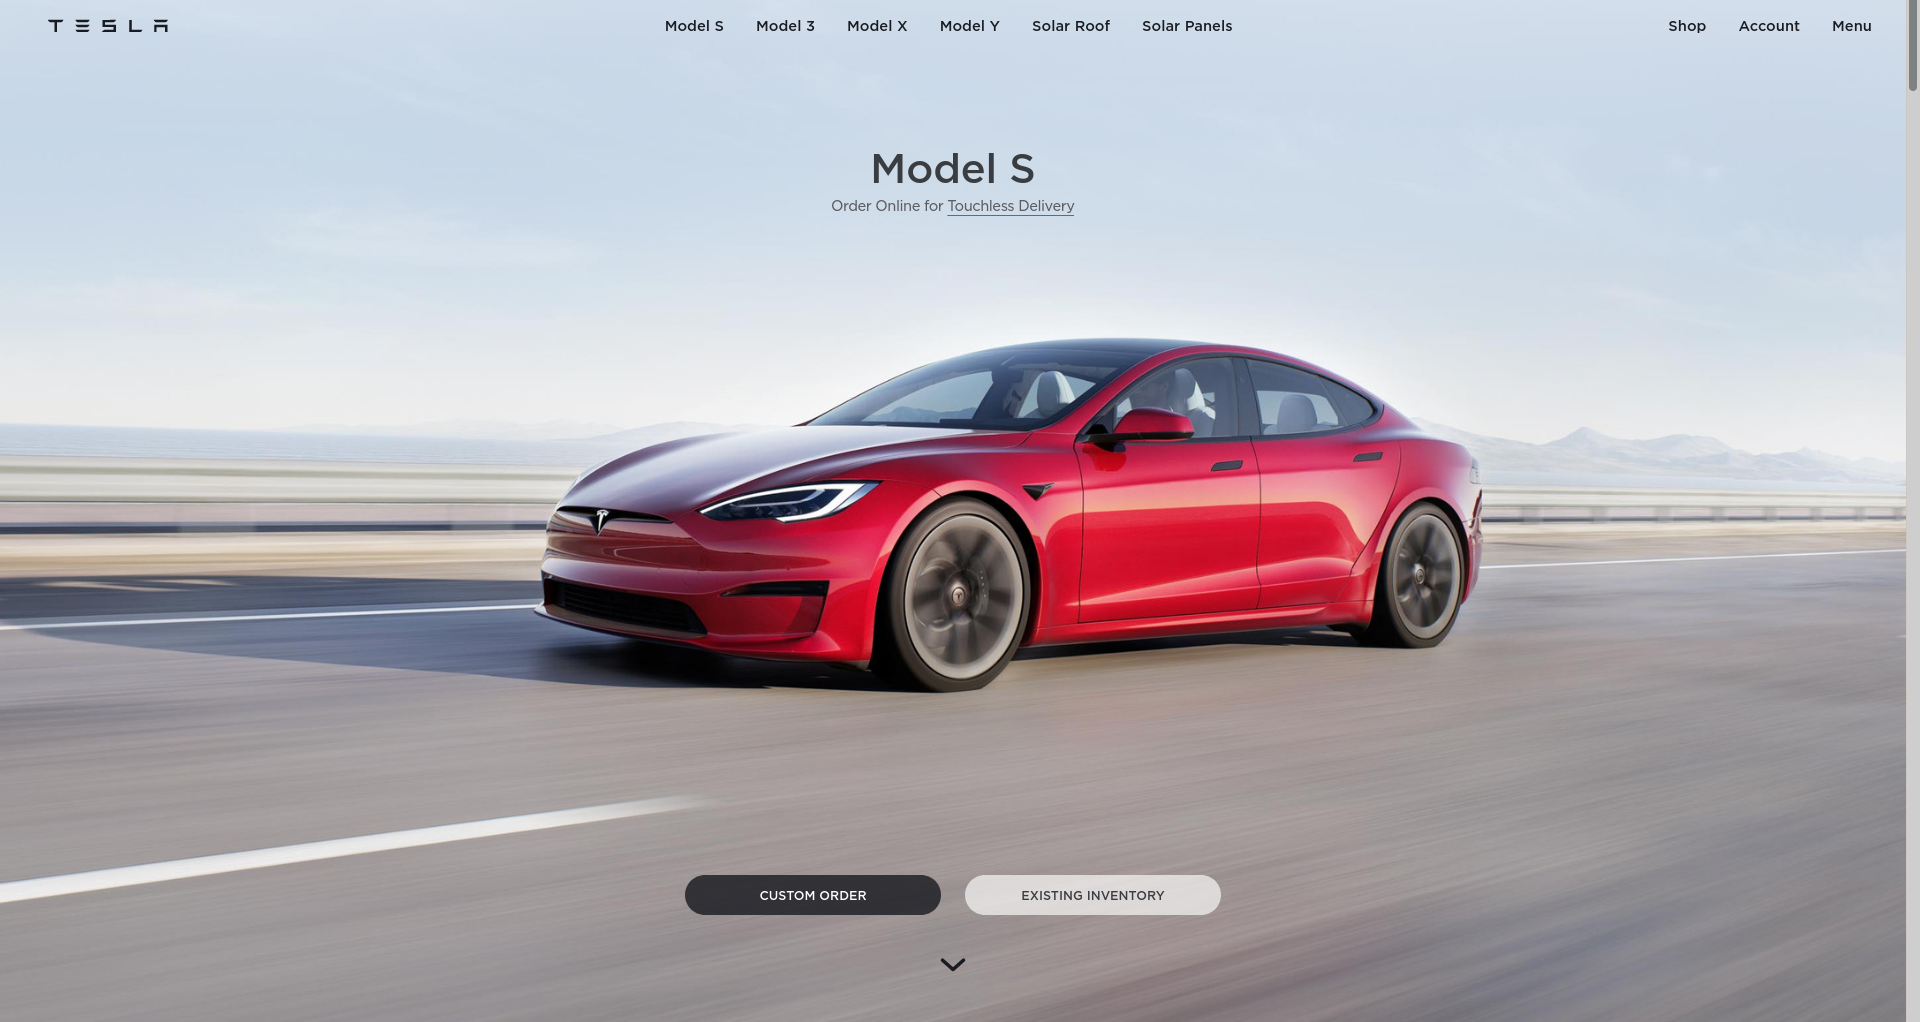 TESLA
Model S Model 3 Model X Model Y Solar Roof Solar Panels
Shop Account Menu
Model S
Order Online for Touchless Delivery
CUSTOM ORDER
EXISTING INVENTORY